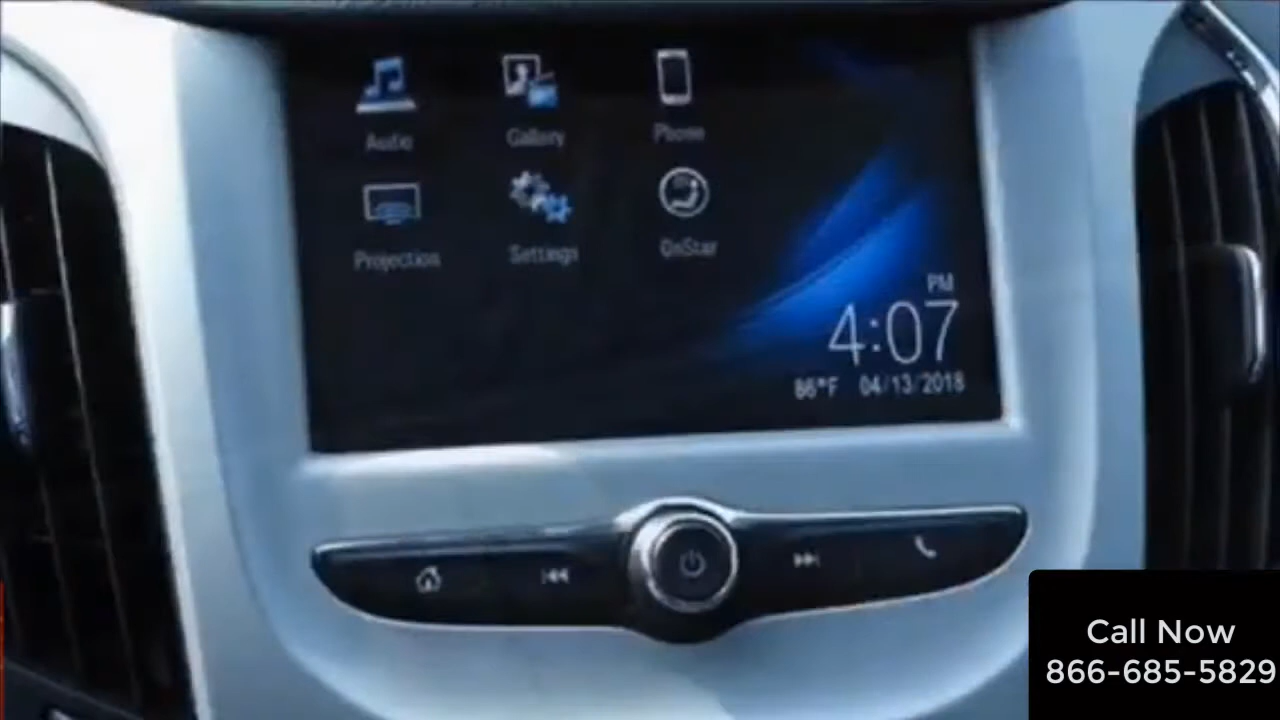 Audio Gallery Phone
Projection Settings OnStar
PM
4:07
86°F 04/13/2018
Call Now
866-685-5829